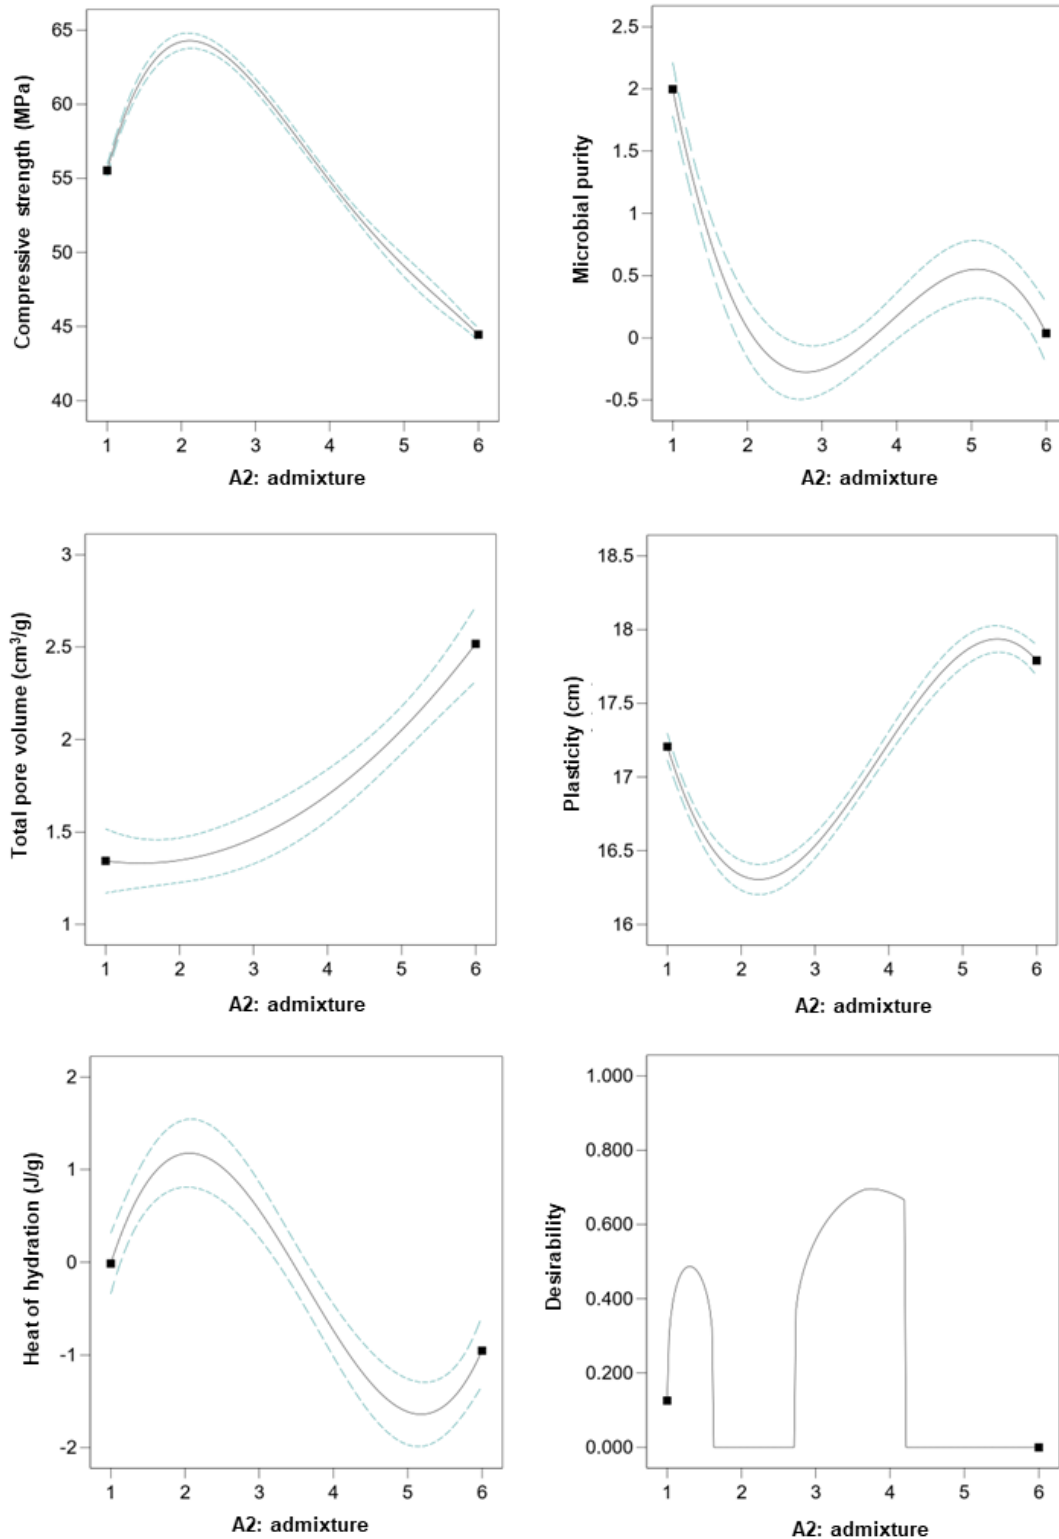 Compressive strength (MPa)
65
60
55
50
45
40
1 2 3 4 5 6
A2: admixture
Microbial purity
2.5
2
1.5
1
0.5
0
-0.5
1 2 3 4 5 6
A2: admixture
Total pore volume (cm³/g)
3
2.5
2
1.5
1
1 2 3 4 5 6
A2: admixture
Plasticity (cm)
18.5
18
17.5
17
16.5
16
1 2 3 4 5 6
A2: admixture
Heat of hydration (J/g)
2
1
0
-1
-2
1 2 3 4 5 6
A2: admixture
Desirability
1.000
0.800
0.600
0.400
0.200
0.000
1 2 3 4 5 6
A2: admixture